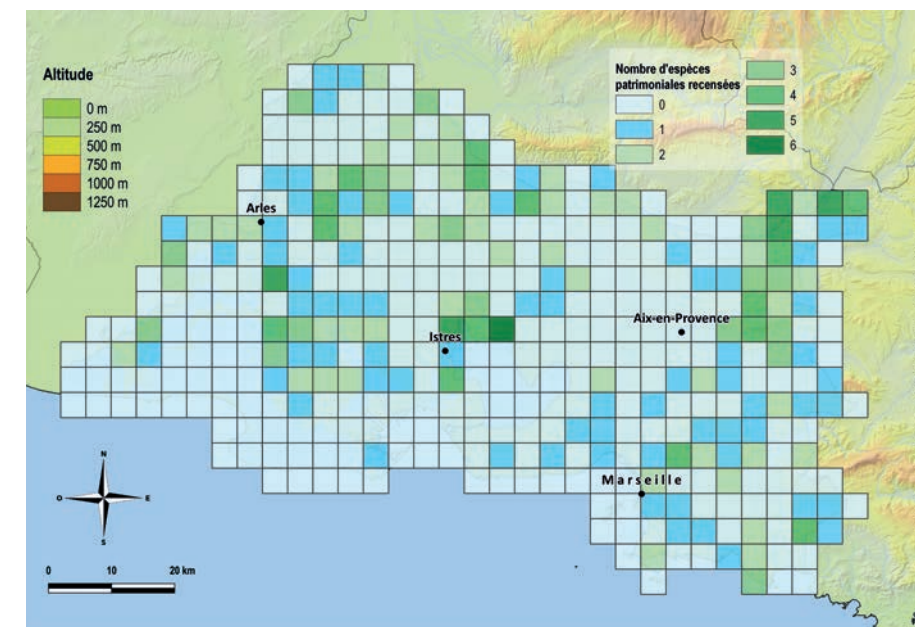 Altitude
0 m
250 m
500 m
750 m
1000 m
1250 m
Nombre d'espèces
patrimoniales recensées
0
1
2
3
4
5
6
Arles
Istres
Aix-en-Provence
Marseille
N
O
E
S
0 10 20 km